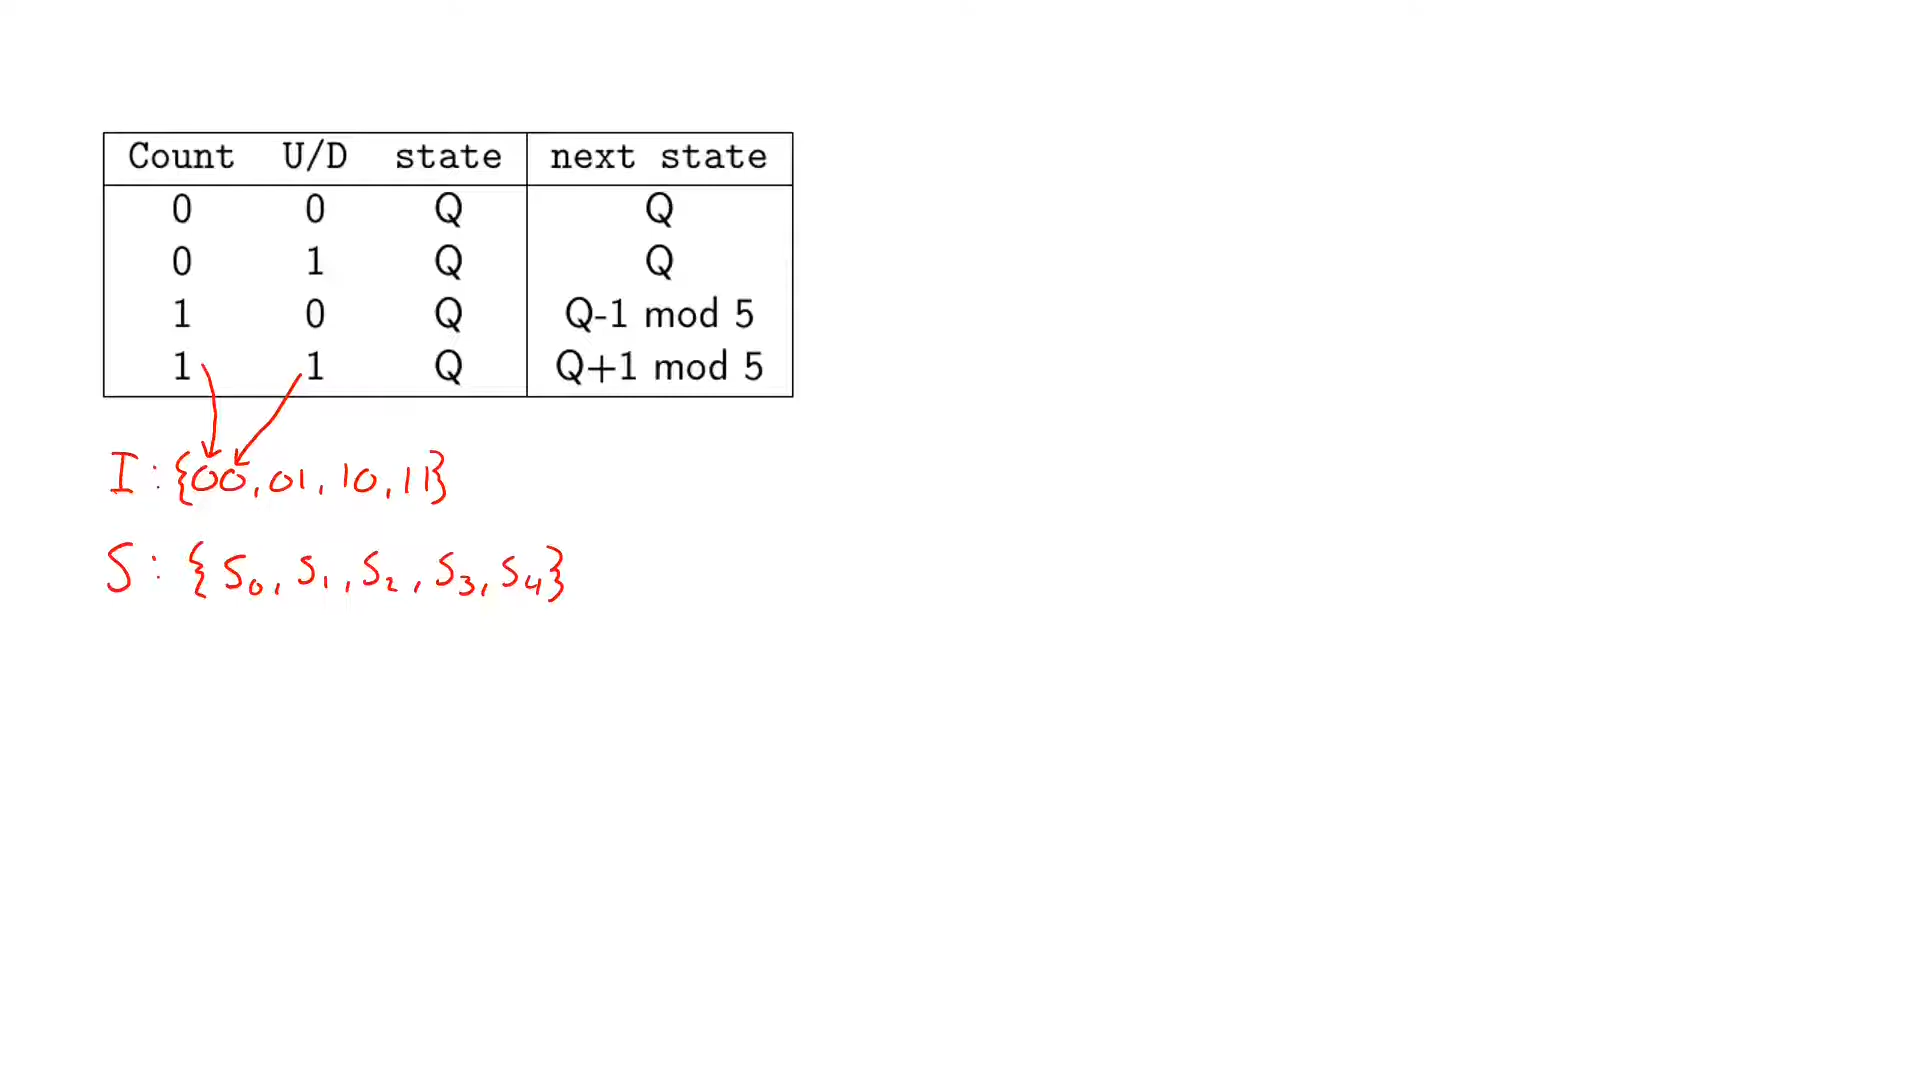 Count U/D state next state
0 0 Q Q
0 1 Q Q
1 0 Q Q-1 mod 5
1 1 Q Q+1 mod 5
I : {00, 01, 10, 11}
S : { S₀, S₁, S₂, S₃, S₄}